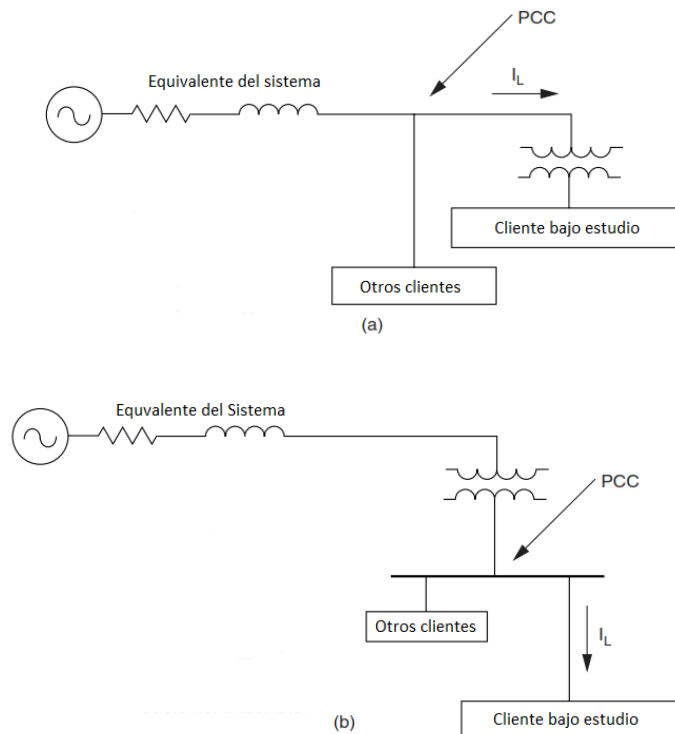 PCC
Equivalente del sistema
I_L
Cliente bajo estudio
Otros clientes
(a)
Equvalente del Sistema
PCC
Otros clientes
I_L
(b)
Cliente bajo estudio